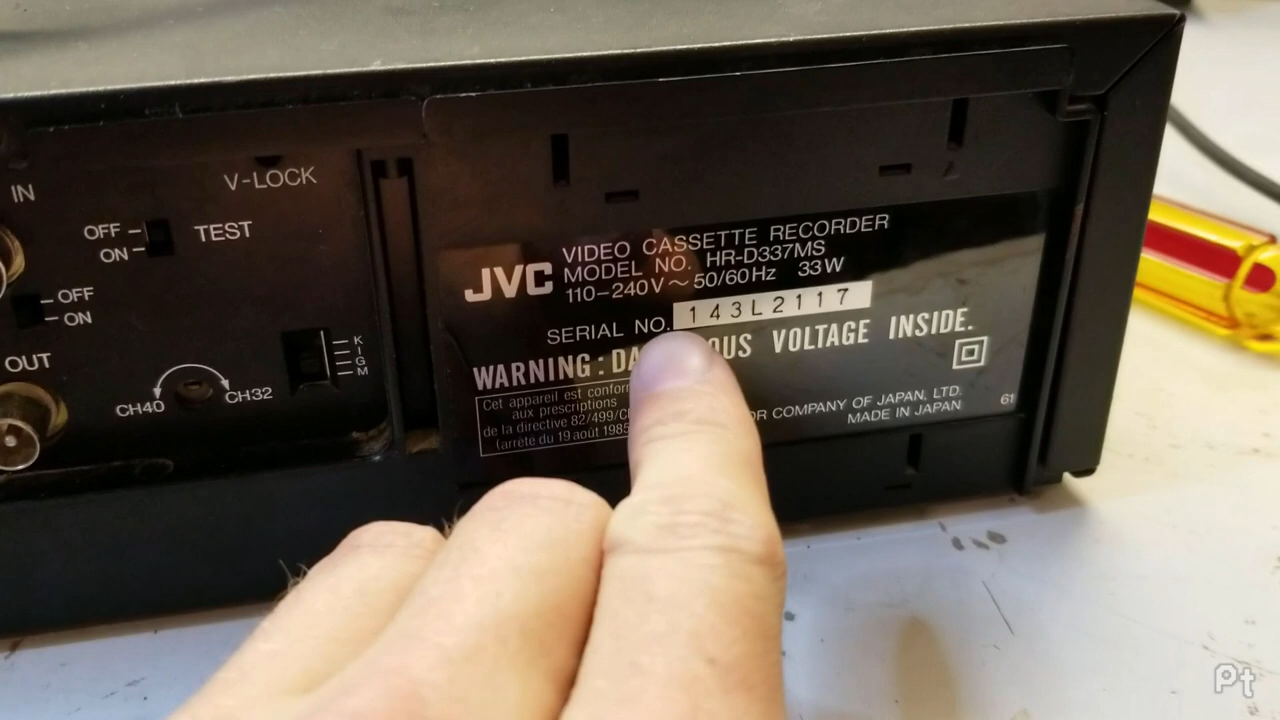 IN
V-LOCK
OFF
ON
TEST
OFF
ON
OUT
CH40
CH32
K
I
G
M
JVC
VIDEO CASSETTE RECORDER
MODEL NO. HR-D337MS
110-240V~50/60Hz 33W
SERIAL NO. 143L2117
WARNING: VOLTAGE INSIDE.
Cet appareil est
aux prescriptions
de la directive 82/499/
(arrète du 19 août 1985
COMPANY OF JAPAN, LTD.
MADE IN JAPAN
61
Pt